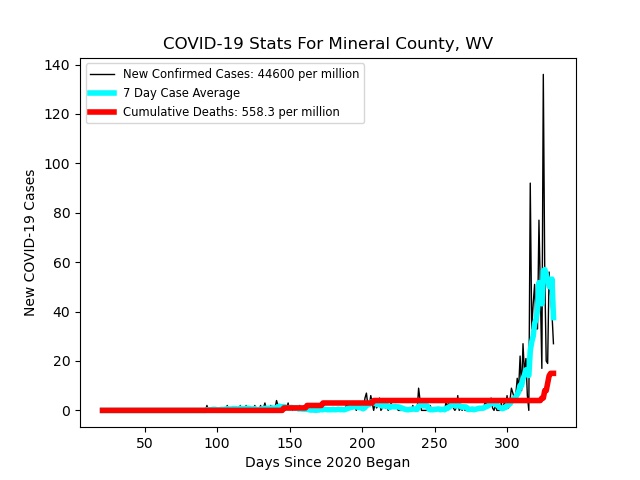 COVID-19 Stats For Mineral County, WV
New Confirmed Cases: 44600 per million
7 Day Case Average
Cumulative Deaths: 558.3 per million
New COVID-19 Cases
140
120
100
80
60
40
20
0
50 100 150 200 250 300
Days Since 2020 Began